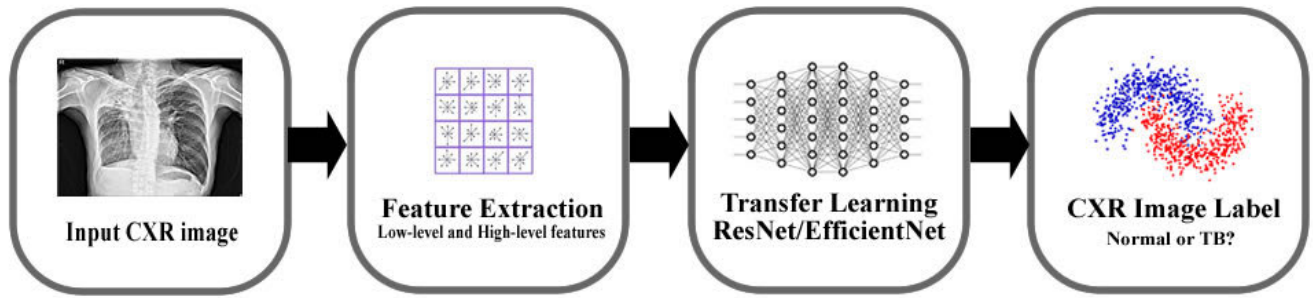 Input CXR image
Feature Extraction
Low-level and High-level features
Transfer Learning
ResNet/EfficientNet
CXR Image Label
Normal or TB?